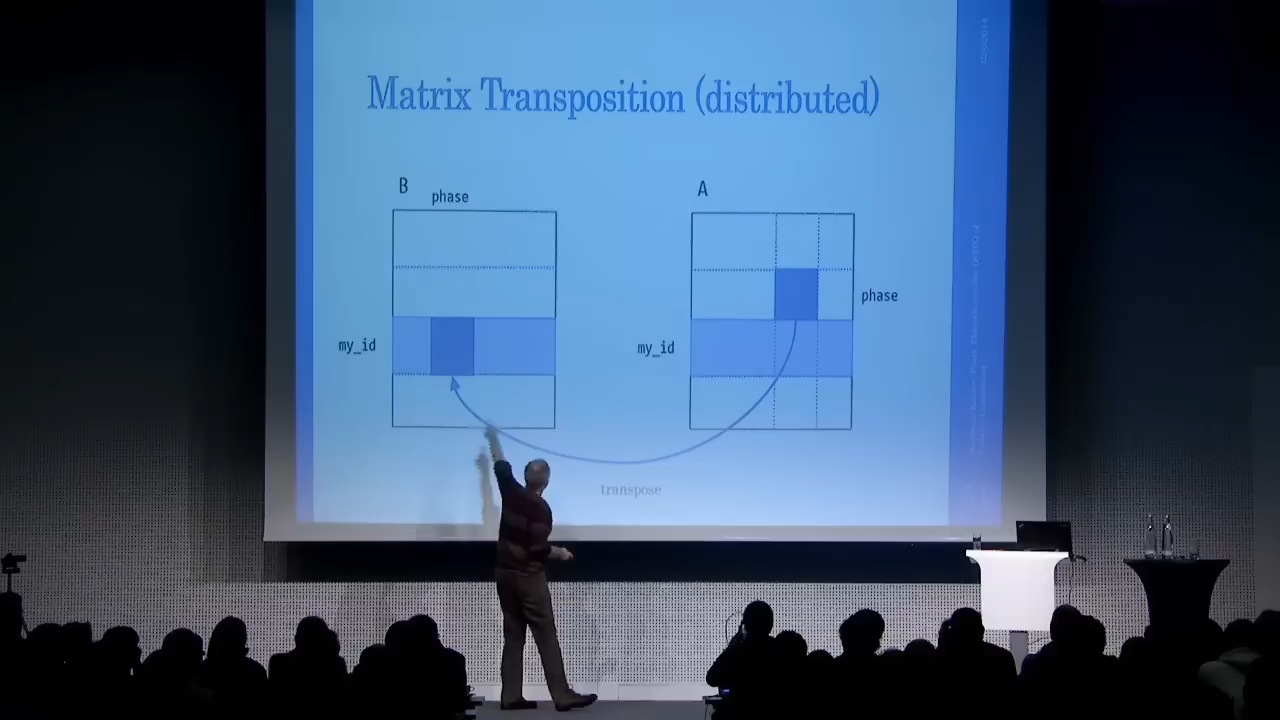 Matrix Transposition (distributed)
B
phase
my_id
A
phase
my_id
transpose